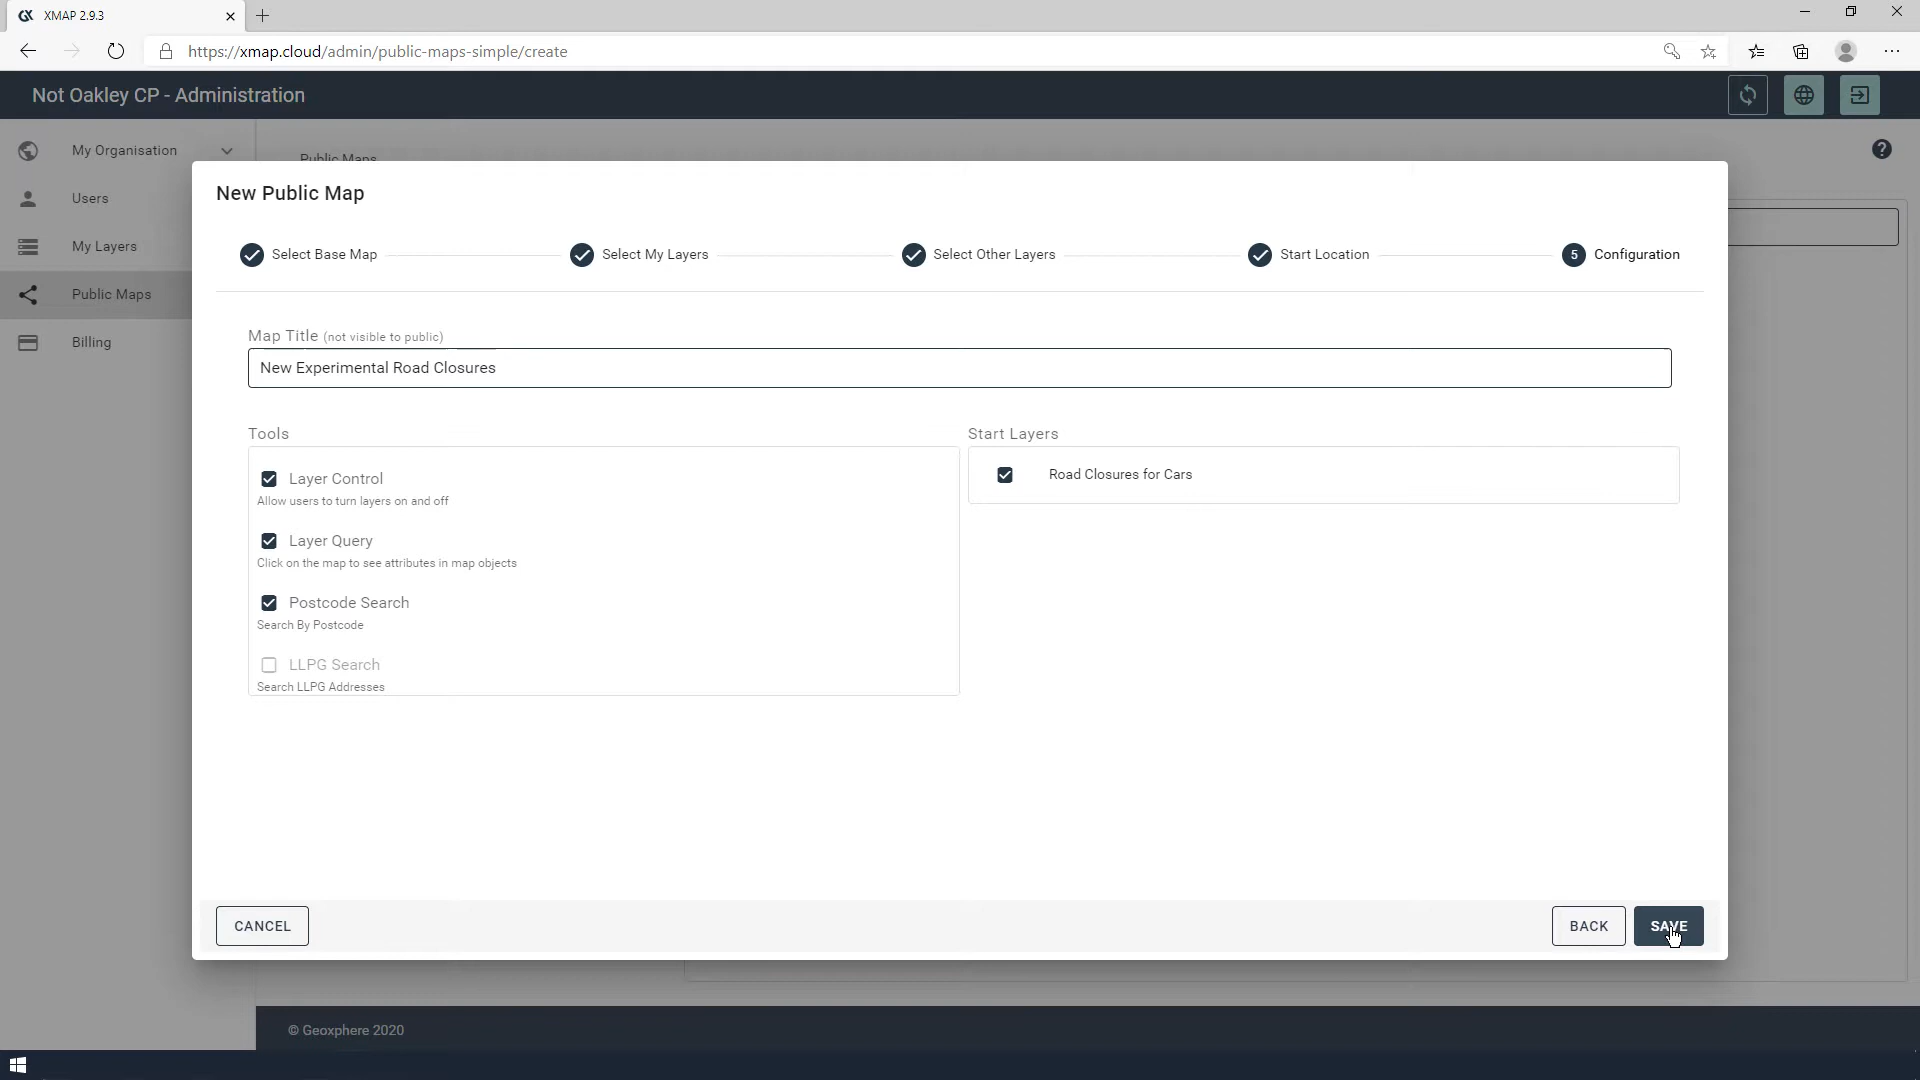 XMAP 2.9.3
https://xmap.cloud/admin/public-maps-simple/create
Not Oakley CP - Administration
My Organisation
Users
My Layers
Public Maps
Billing
Public Maps
New Public Map
Select Base Map
Select My Layers
Select Other Layers
Start Location
5 Configuration
Map Title (not visible to public)
New Experimental Road Closures
Tools
Layer Control
Allow users to turn layers on and off
Layer Query
Click on the map to see attributes in map objects
Postcode Search
Search By Postcode
LLPG Search
Search LLPG Addresses
Start Layers
Road Closures for Cars
CANCEL
BACK
SAVE
© Geoxphere 2020